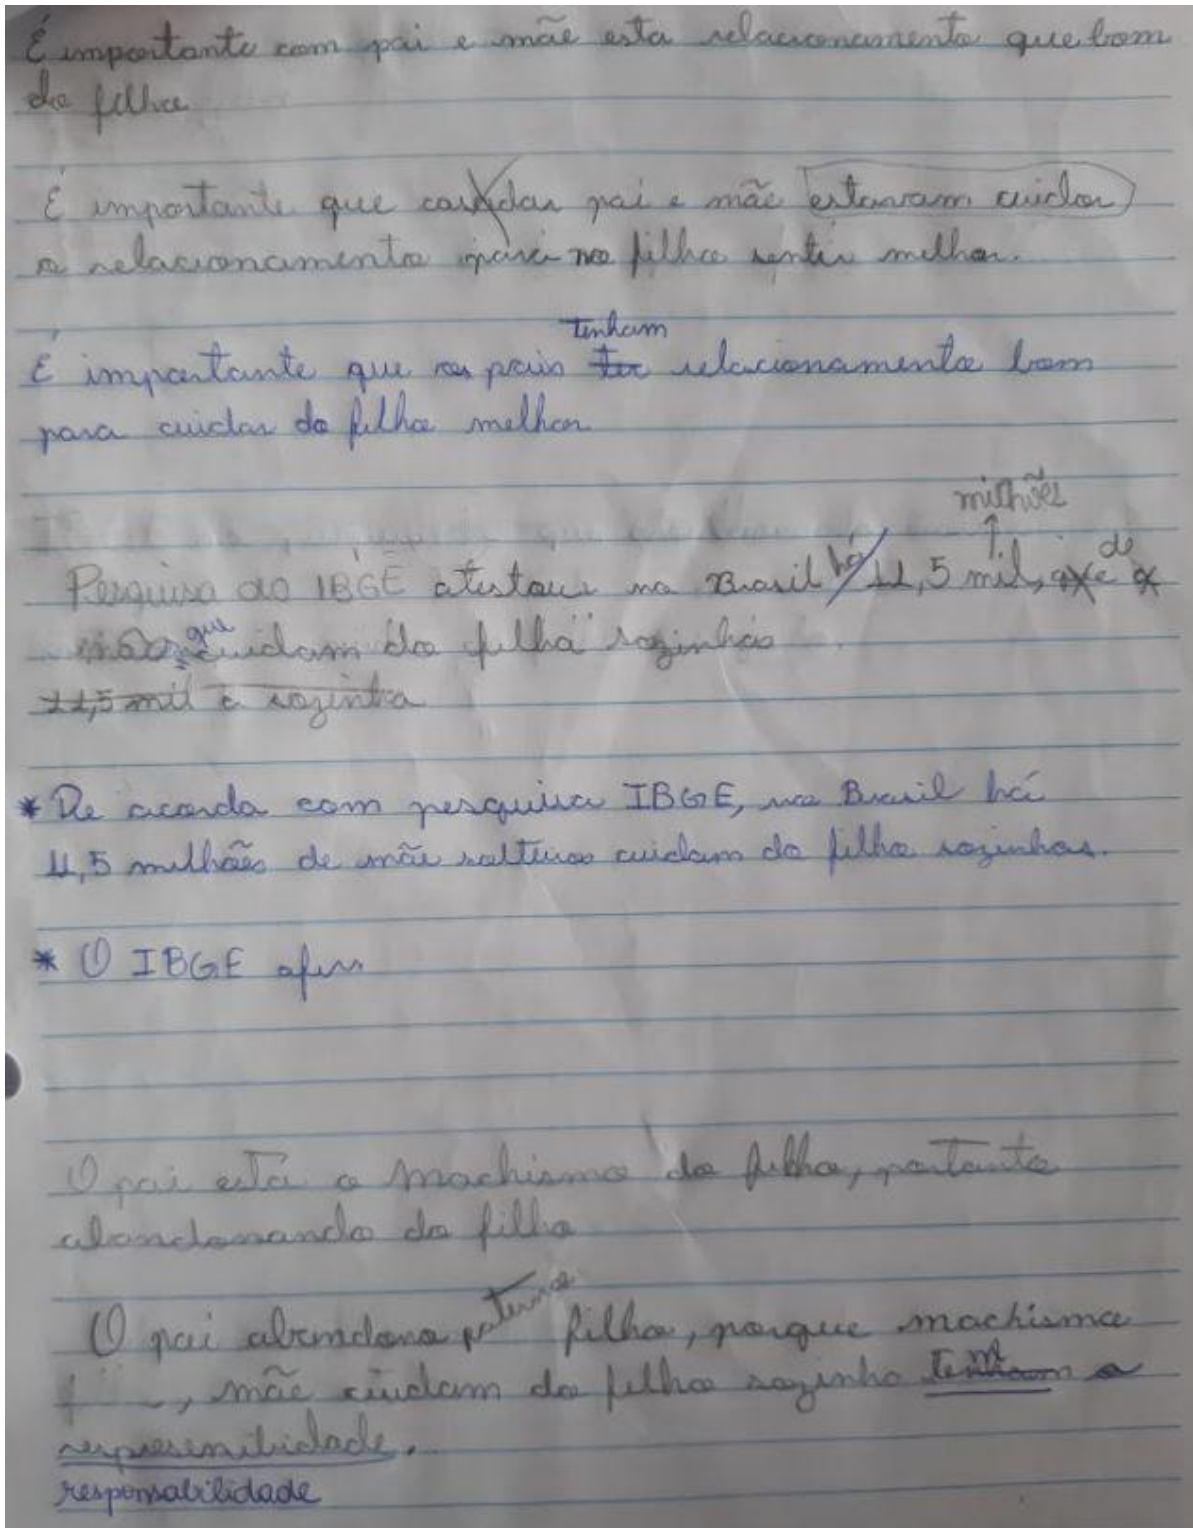 É importante com pai e mãe esta relacionamento que bom
do filho
É importante que cuidar pai e mãe estavam cuidar
o relacionamento para no filho sentir melhor.
tenham
É importante que os pais ter relacionamento bom
para cuidar do filho melhor
milhões
Pesquisa do IBGE atestou no Brasil há 11,5 mil, de
que
mão cuidam do filho sozinhas
11,5 mil e sozinha
* De acordo com pesquisa IBGE, no Brasil há
11,5 milhões de mãe solteiras cuidam do filho sozinhas.
* O IBGE afirm
O pai está o machismo do filho, portanto
abandonando do filho
O pai abandona paterno filho, porque machismo
, mãe cuidam do filho sozinho tenham a
responsibidade.
responsabilidade